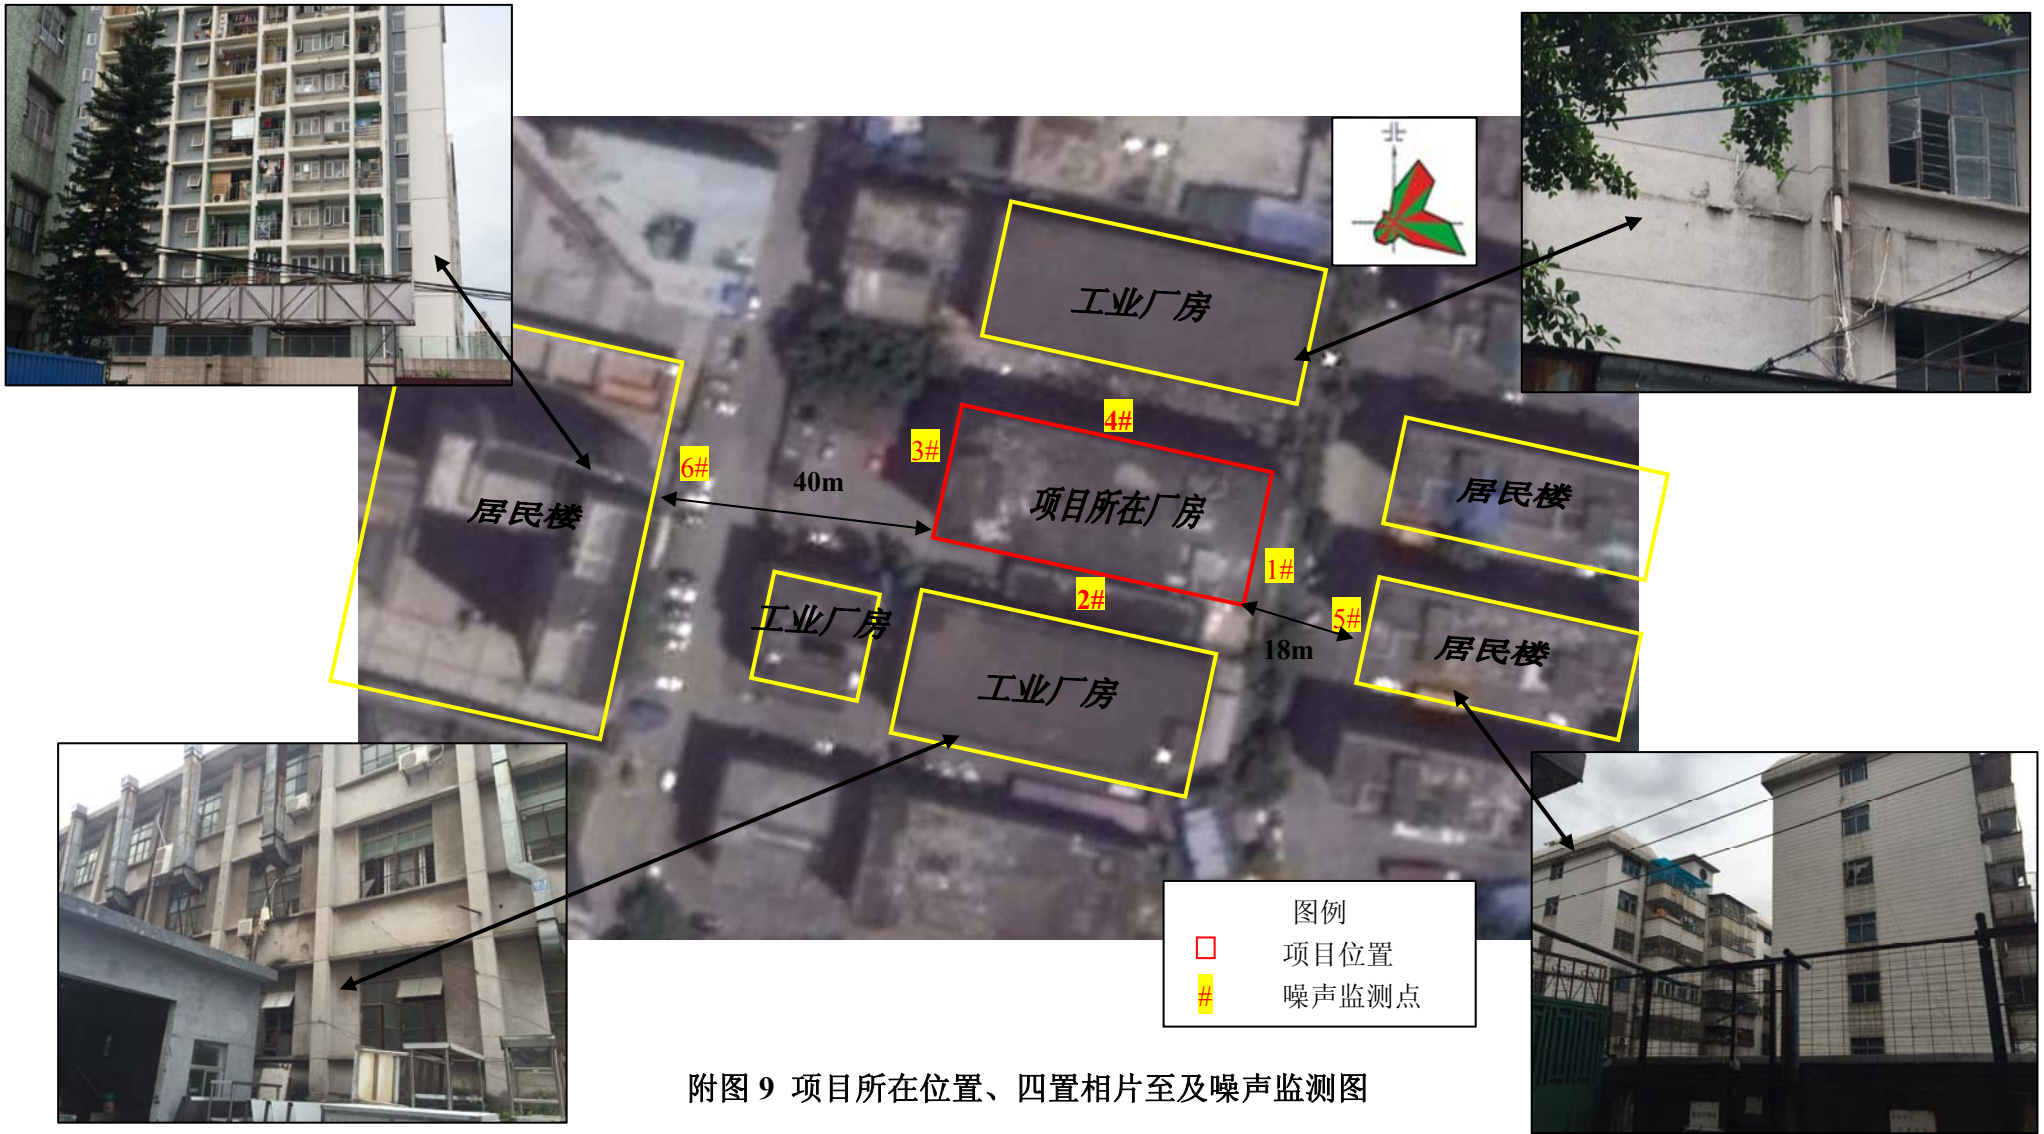 北
工业厂房
4#
3#
6#
40m
居民楼
项目所在厂房
居民楼
1#
2#
5#
工业厂房
18m
居民楼
工业厂房
图例
项目位置
# 噪声监测点
附图 9 项目所在位置、四置相片至及噪声监测图